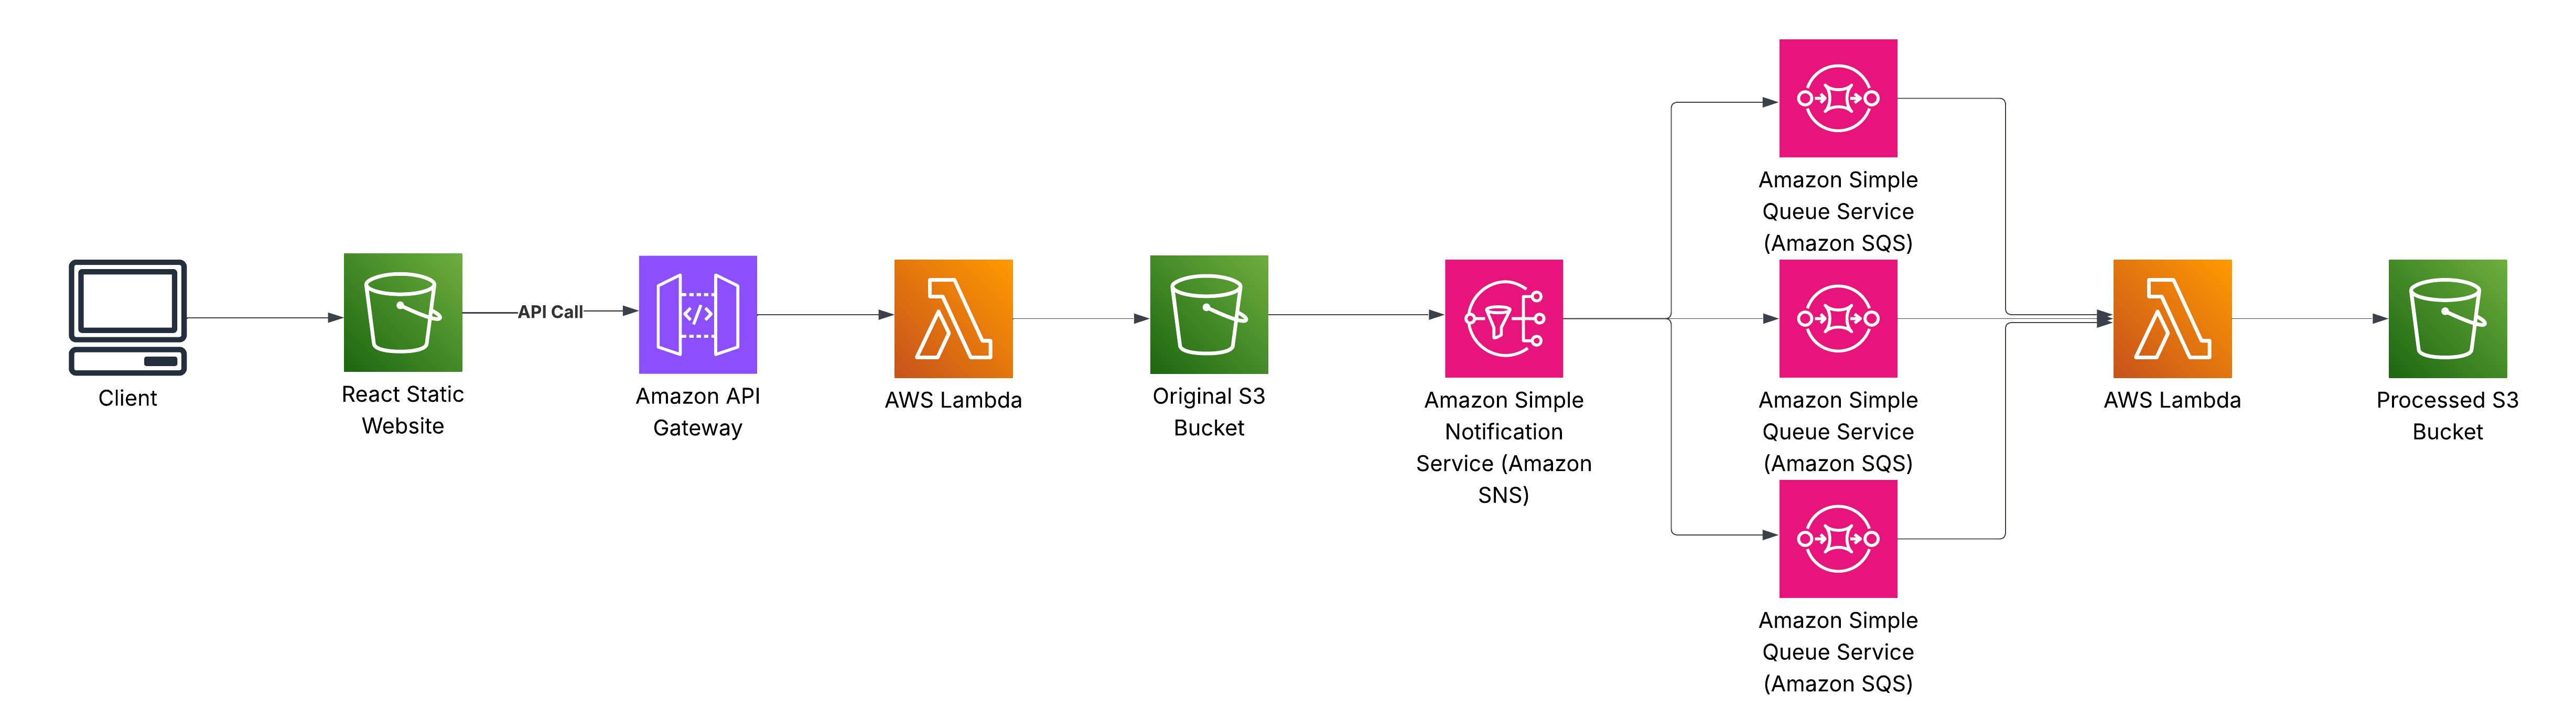 Client
React Static
Website
API Call
Amazon API
Gateway
AWS Lambda
Original S3
Bucket
Amazon Simple
Notification
Service (Amazon
SNS)
Amazon Simple
Queue Service
(Amazon SQS)
Amazon Simple
Queue Service
(Amazon SQS)
Amazon Simple
Queue Service
(Amazon SQS)
AWS Lambda
Processed S3
Bucket